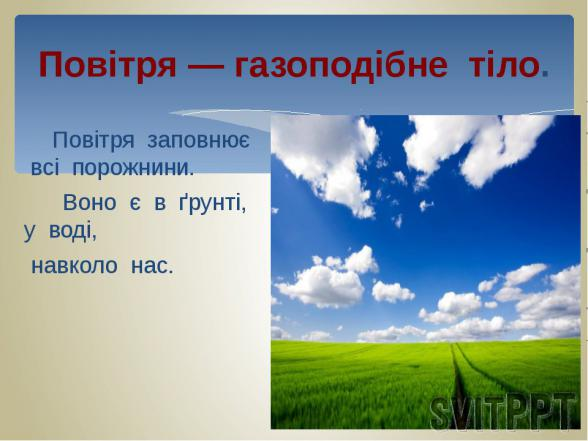 Повітря — газоподібне тіло.
Повітря заповнює
всі порожнини.
Воно є в ґрунті,
у воді,
навколо нас.
SVITPPT